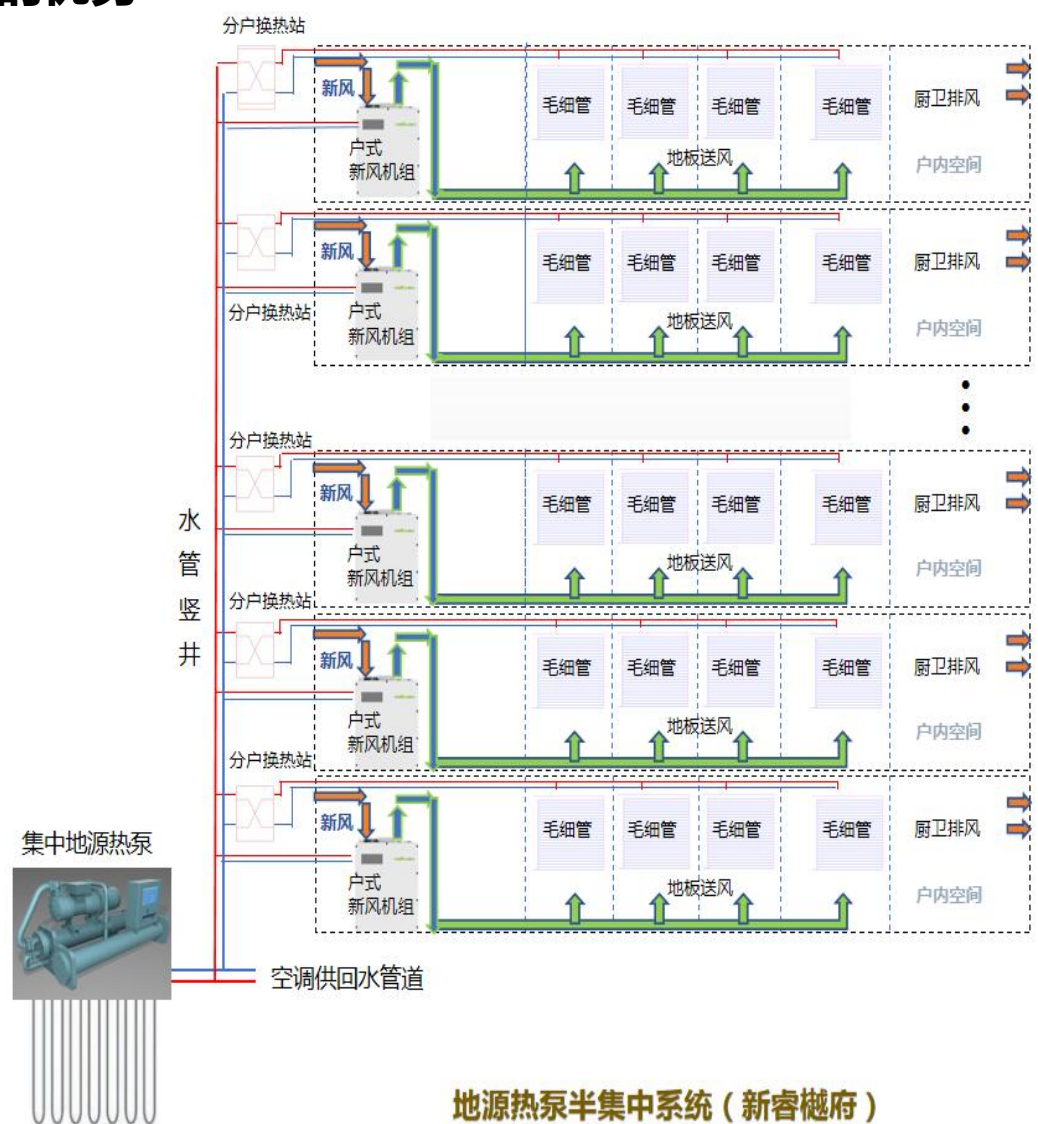 分户换热站
新风
户式
新风机组
毛细管 毛细管 毛细管 毛细管
地板送风
厨卫排风
户内空间
分户换热站
新风
户式
新风机组
毛细管 毛细管 毛细管 毛细管
地板送风
厨卫排风
户内空间
分户换热站
新风
户式
新风机组
毛细管 毛细管 毛细管 毛细管
地板送风
厨卫排风
户内空间
水管竖井
分户换热站
新风
户式
新风机组
毛细管 毛细管 毛细管 毛细管
地板送风
厨卫排风
户内空间
分户换热站
新风
户式
新风机组
毛细管 毛细管 毛细管 毛细管
地板送风
厨卫排风
户内空间
集中地源热泵
空调供回水管道
地源热泵半集中系统（新睿樾府）